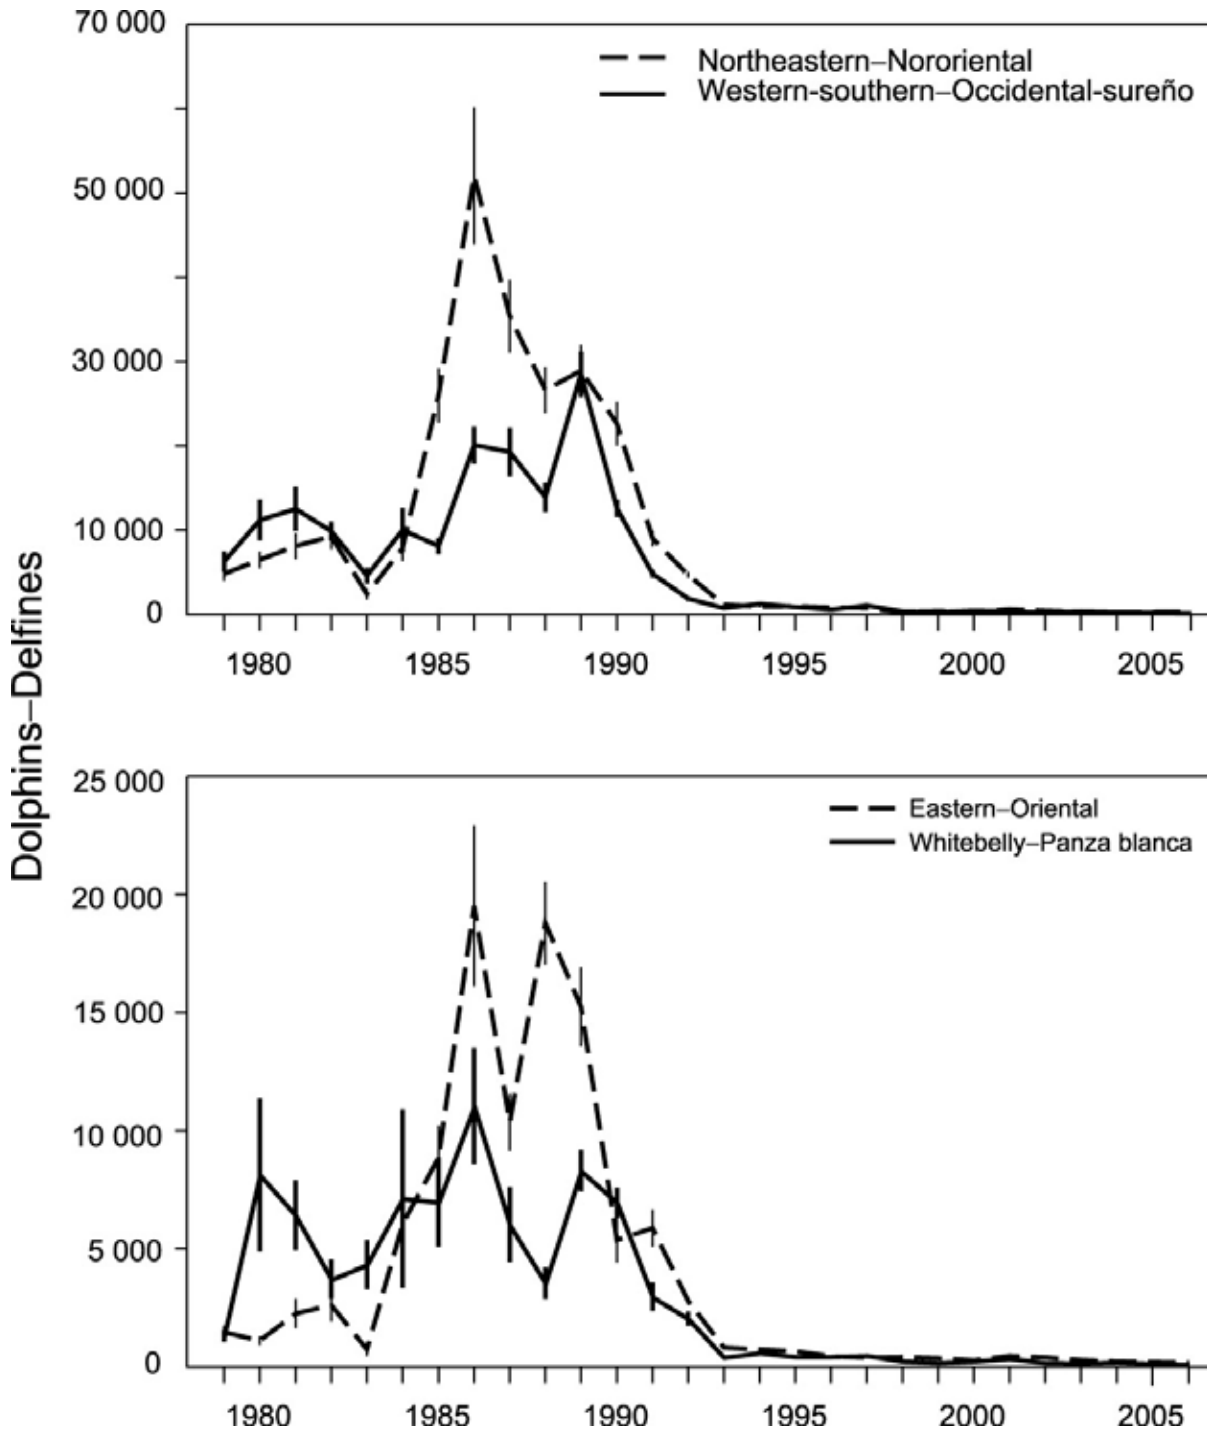 Dolphins–Delfines
70 000
50 000
30 000
10 000
0
Northeastern–Nororiental
Western-southern–Occidental-sureño
1980 1985 1990 1995 2000 2005
25 000
20 000
15 000
10 000
5 000
0
Eastern–Oriental
Whitebelly–Panza blanca
1980 1985 1990 1995 2000 2005